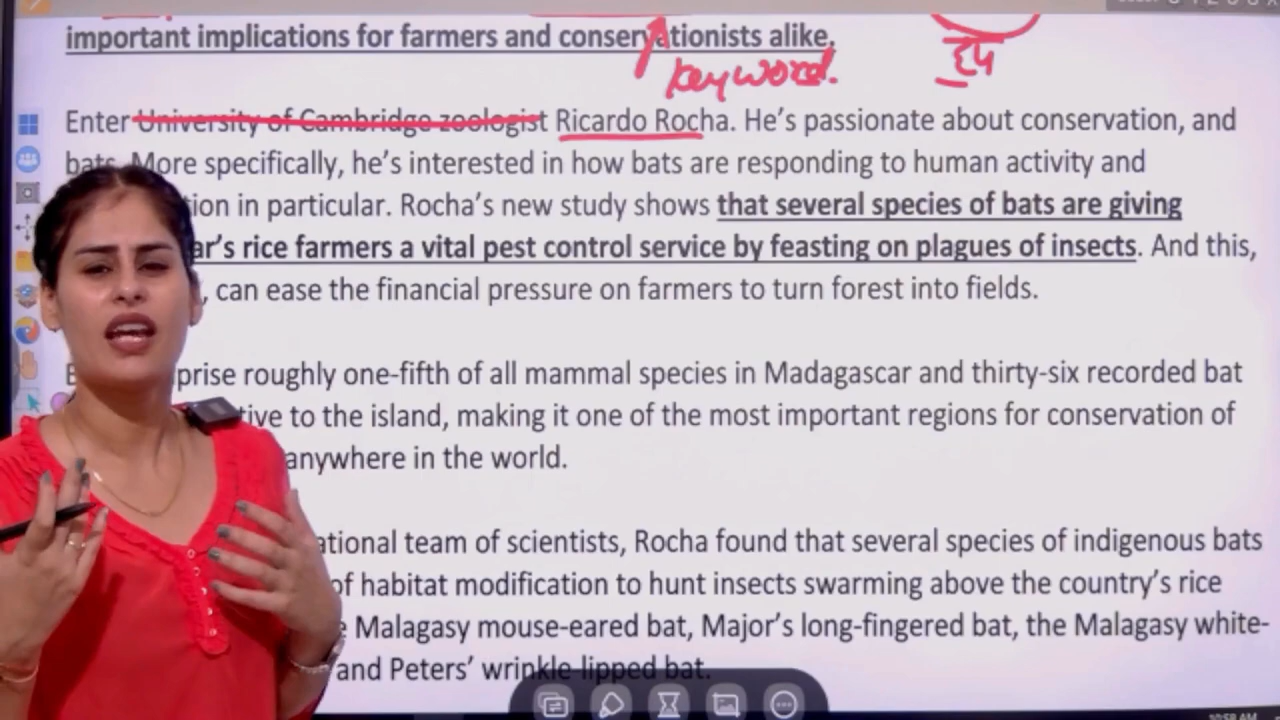 important implications for farmers and conservationists alike.
keyword.
Enter University of Cambridge zoologist Ricardo Rocha. He's passionate about conservation, and
bats. More specifically, he's interested in how bats are responding to human activity and
tion in particular. Rocha's new study shows that several species of bats are giving
ar's rice farmers a vital pest control service by feasting on plagues of insects. And this,
, can ease the financial pressure on farmers to turn forest into fields.
prise roughly one-fifth of all mammal species in Madagascar and thirty-six recorded bat
tive to the island, making it one of the most important regions for conservation of
anywhere in the world.
ational team of scientists, Rocha found that several species of indigenous bats
of habitat modification to hunt insects swarming above the country's rice
e Malagasy mouse-eared bat, Major's long-fingered bat, the Malagasy white-
and Peters' wrinkle-lipped bat.